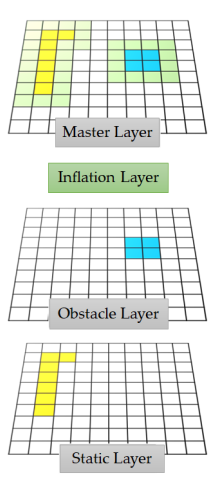 Master Layer
Inflation Layer
Obstacle Layer
Static Layer